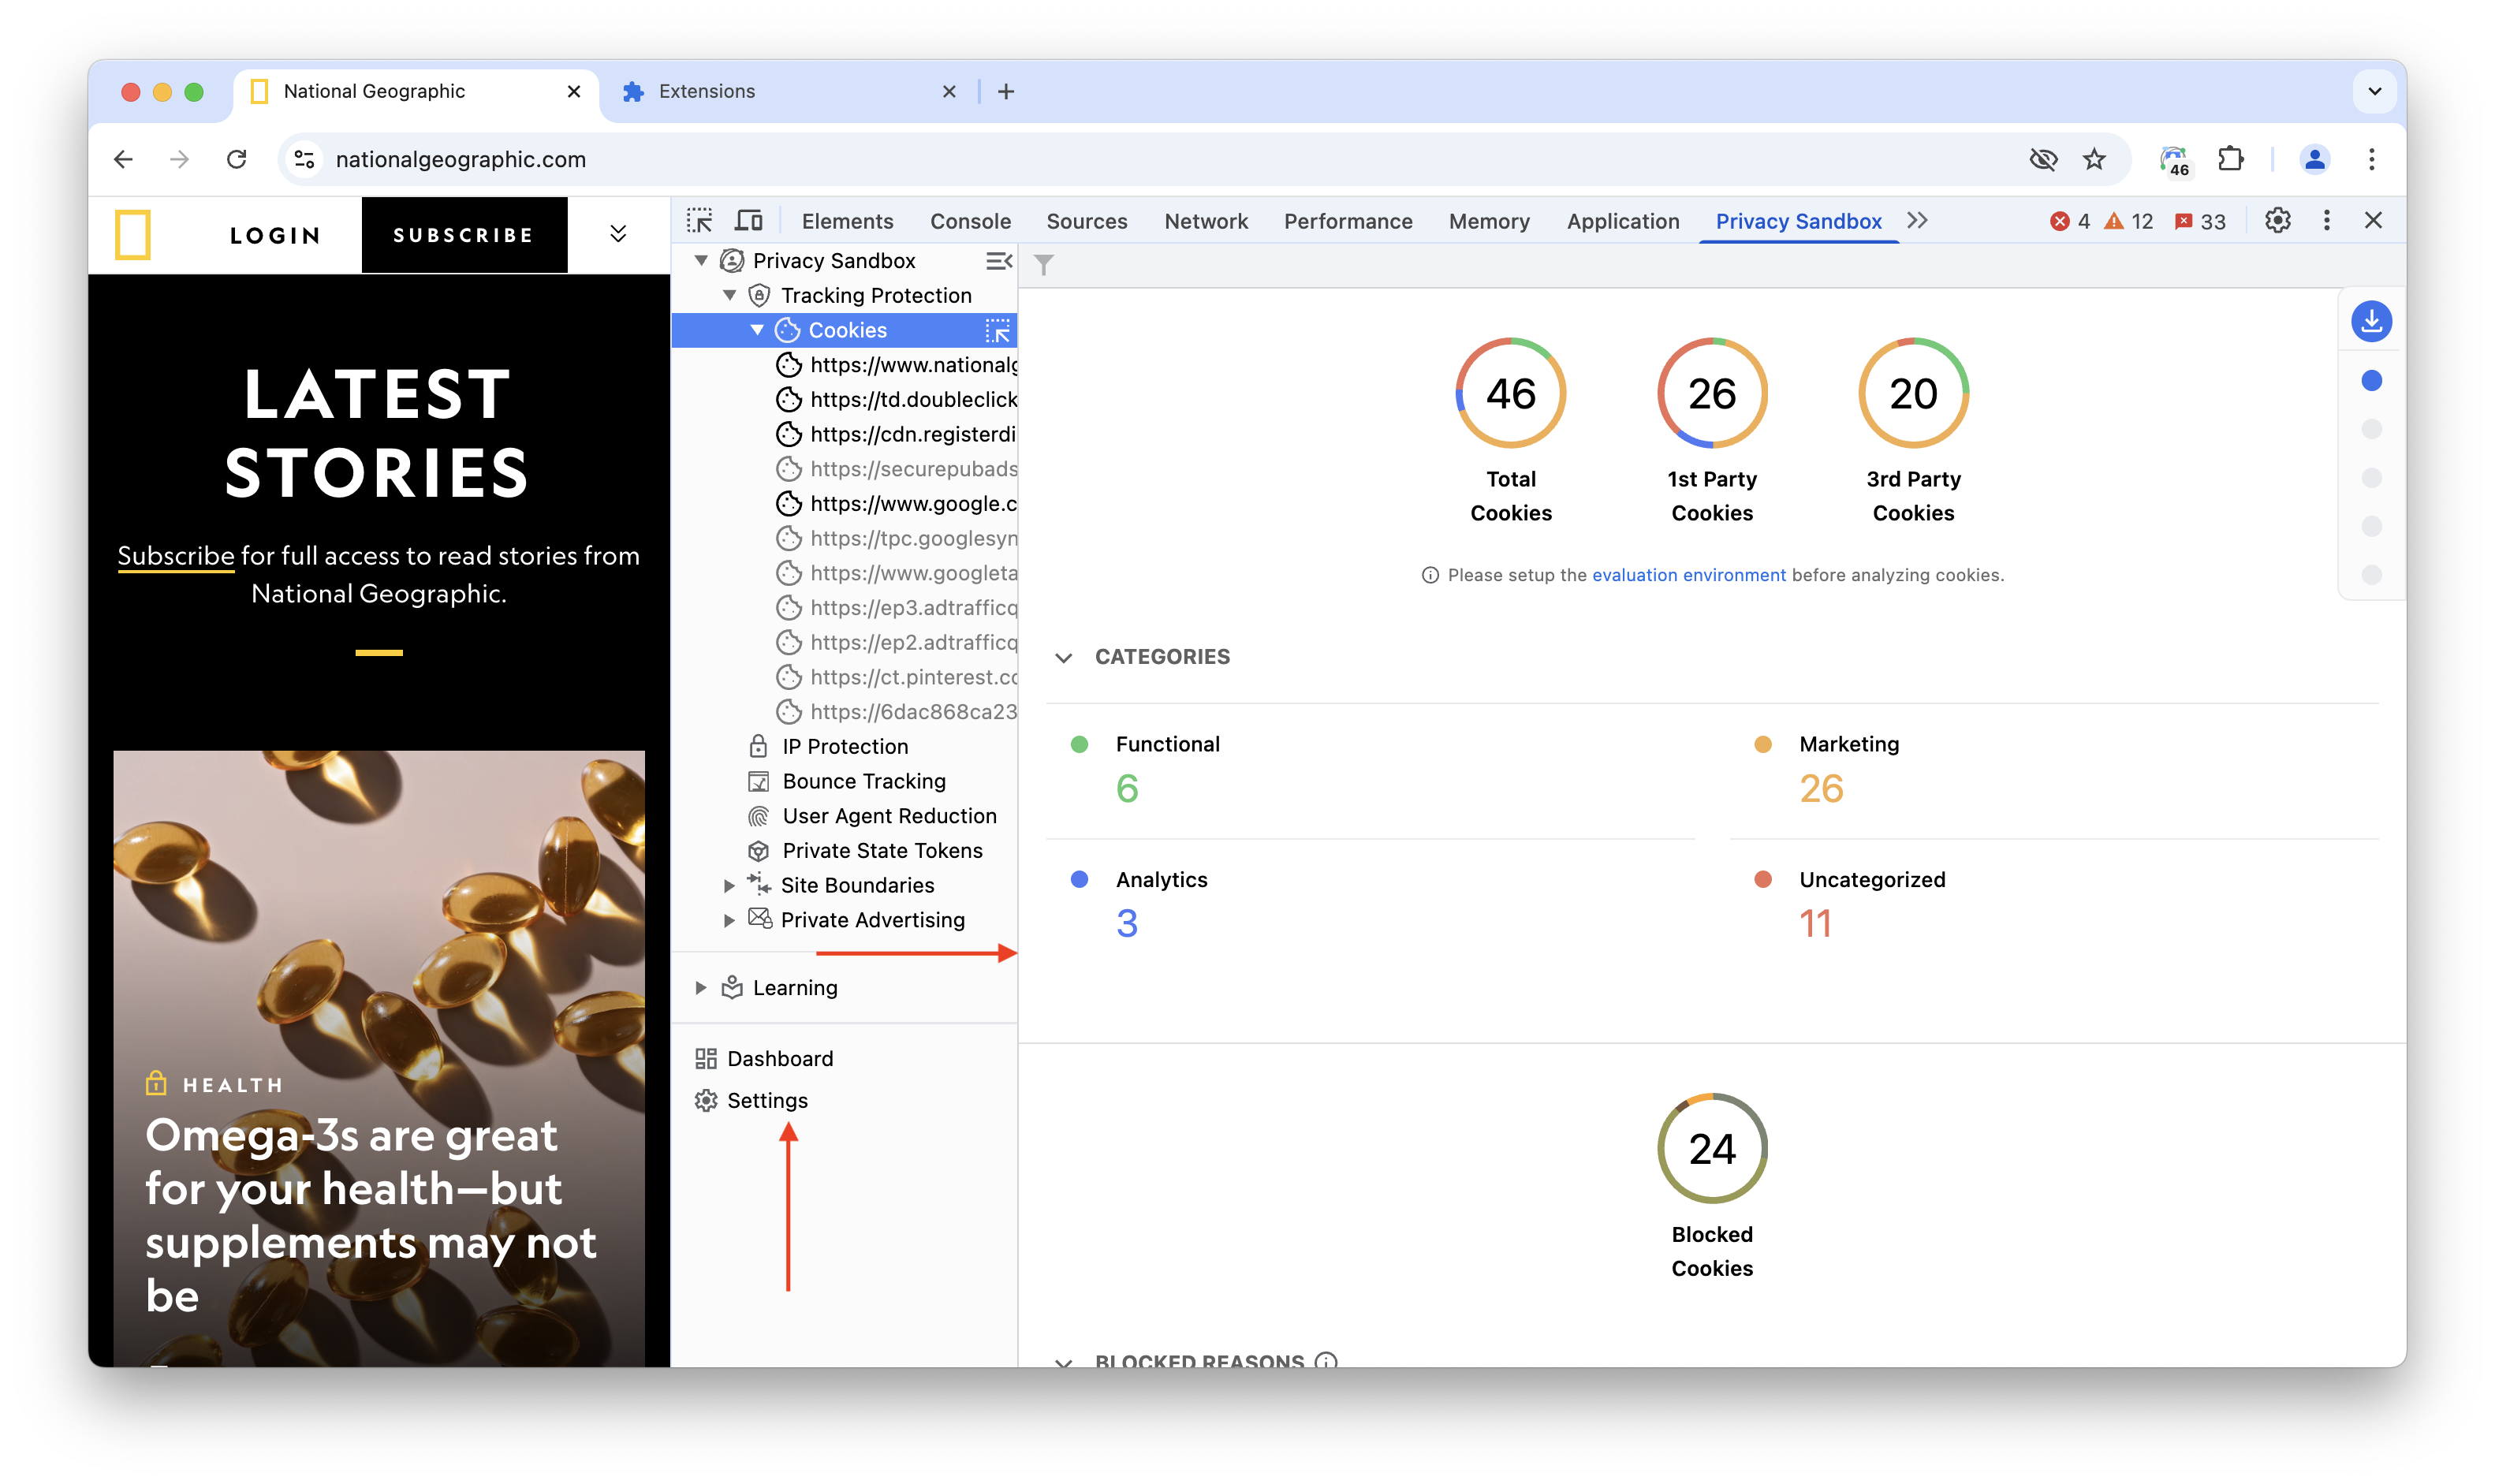 National Geographic
Extensions
nationalgeographic.com
46
LOGIN
SUBSCRIBE
LATEST
STORIES
Subscribe for full access to read stories from
National Geographic.
HEALTH
Omega-3s are great
for your health—but
supplements may not
be
Elements
Console
Sources
Network
Performance
Memory
Application
Privacy Sandbox
4
12
33
Privacy Sandbox
Tracking Protection
Cookies
https://www.nationalg
https://td.doubleclick
https://cdn.registerdi
https://securepubads
https://www.google.c
https://tpc.googlesyn
https://www.googleta
https://ep3.adtrafficq
https://ep2.adtrafficq
https://ct.pinterest.co
https://6dac868ca23
IP Protection
Bounce Tracking
User Agent Reduction
Private State Tokens
Site Boundaries
Private Advertising
Learning
Dashboard
Settings
46
Total
Cookies
26
1st Party
Cookies
20
3rd Party
Cookies
Please setup the evaluation environment before analyzing cookies.
CATEGORIES
Functional
6
Marketing
26
Analytics
3
Uncategorized
11
24
Blocked
Cookies
BLOCKED REASONS